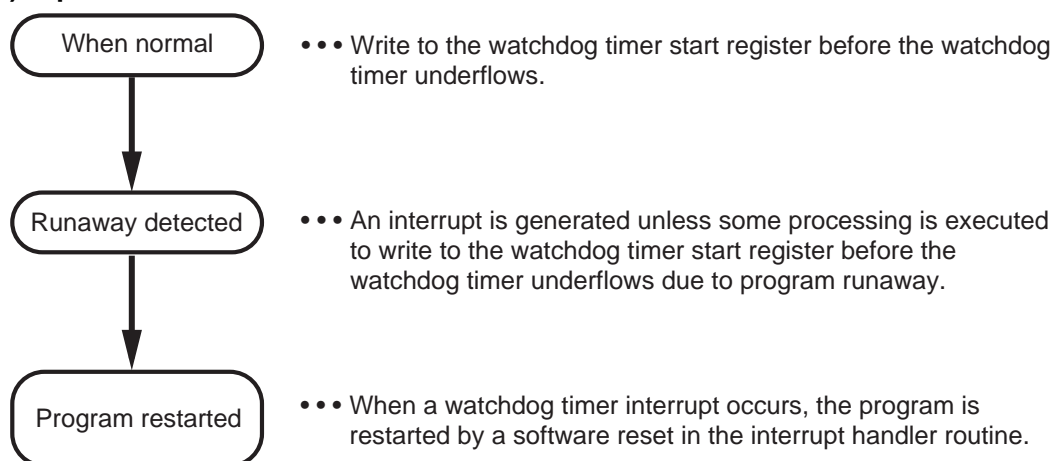 When normal
••• Write to the watchdog timer start register before the watchdog
timer underflows.
Runaway detected
••• An interrupt is generated unless some processing is executed
to write to the watchdog timer start register before the
watchdog timer underflows due to program runaway.
Program restarted
••• When a watchdog timer interrupt occurs, the program is
restarted by a software reset in the interrupt handler routine.